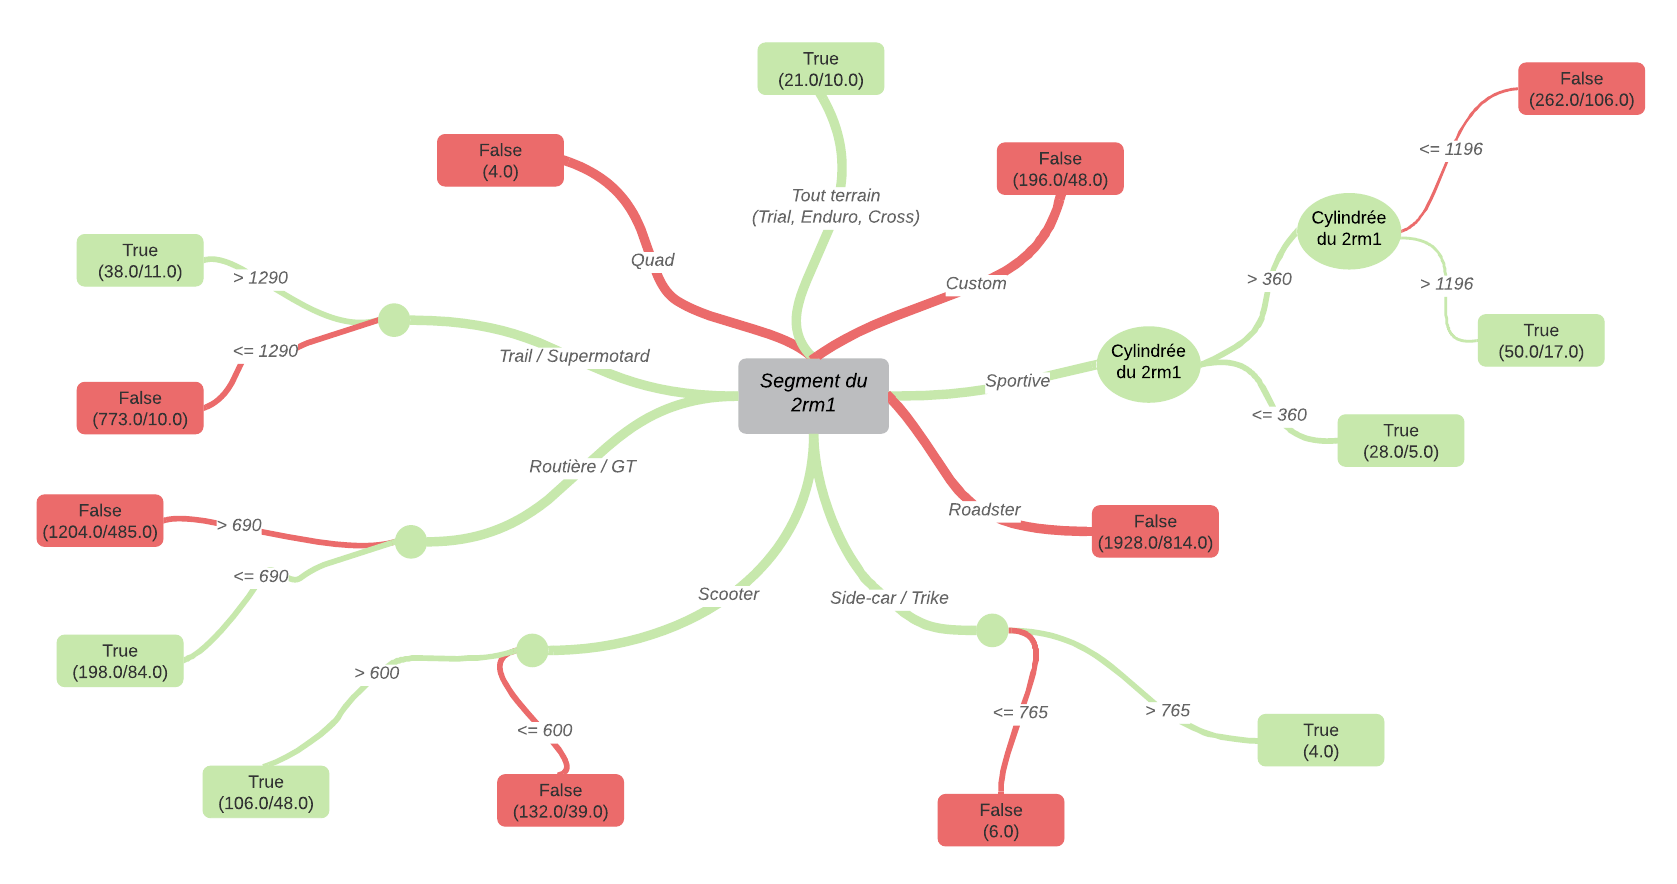 True
(21.0/10.0)
False
(262.0/106.0)
False
(4.0)
False
(196.0/48.0)
<= 1196
Tout terrain
(Trial, Enduro, Cross)
Cylindrée
du 2rm1
True
(38.0/11.0)
> 1290
Quad
Custom
> 360
> 1196
True
(50.0/17.0)
<= 1290
Trail / Supermotard
Segment du
2rm1
Sportive
Cylindrée
du 2rm1
False
(773.0/10.0)
<= 360
True
(28.0/5.0)
Routière / GT
False
(1204.0/485.0)
> 690
Roadster
False
(1928.0/814.0)
<= 690
Scooter
Side-car / Trike
True
(198.0/84.0)
> 600
<= 600
<= 765
> 765
True
(4.0)
True
(106.0/48.0)
False
(132.0/39.0)
False
(6.0)